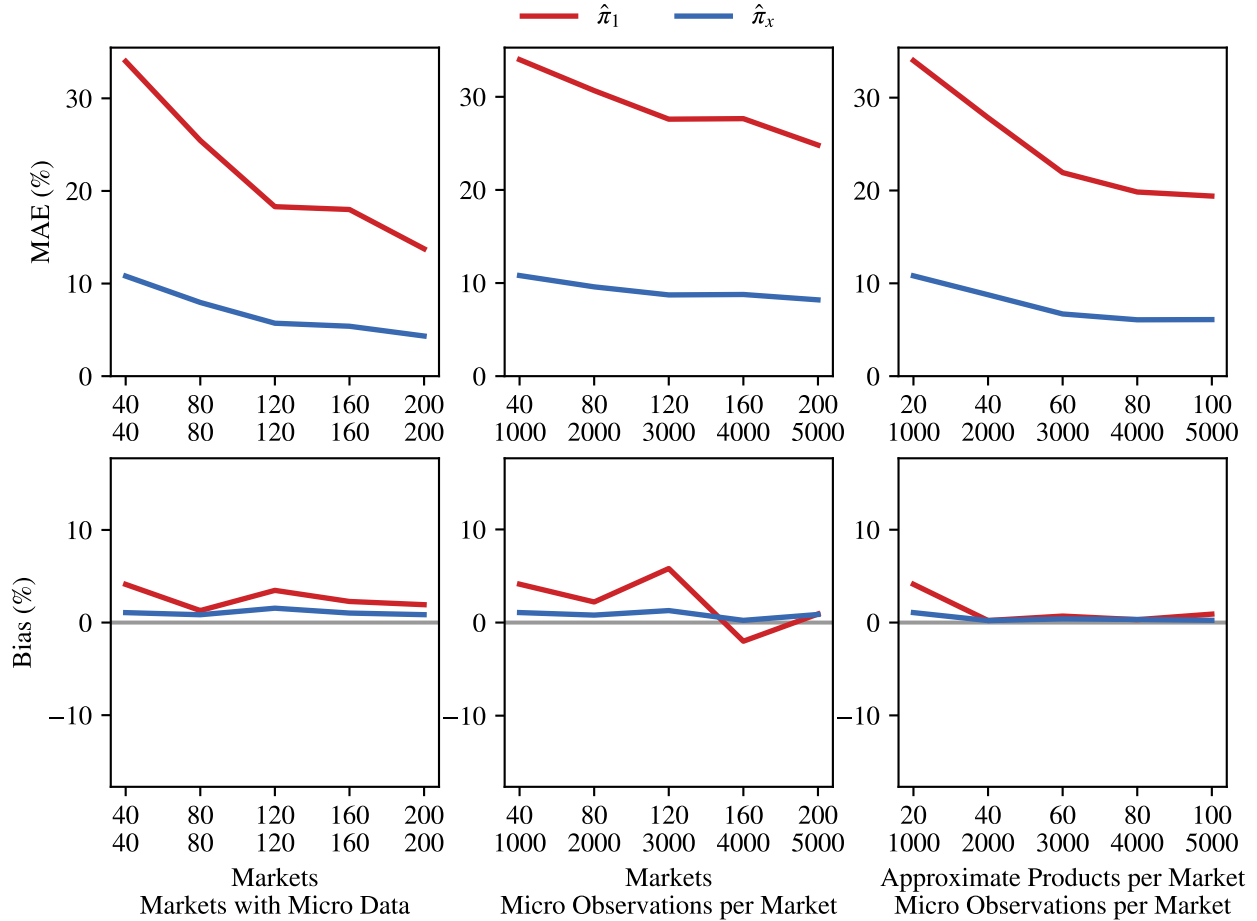 π̂₁ π̂ₓ
MAE (%)
30
20
10
0
40 80 120 160 200
40 80 120 160 200
30
20
10
0
40 80 120 160 200
1000 2000 3000 4000 5000
30
20
10
0
20 40 60 80 100
1000 2000 3000 4000 5000
Bias (%)
10
0
−10
40 80 120 160 200
40 80 120 160 200
Markets
Markets with Micro Data
10
0
−10
40 80 120 160 200
1000 2000 3000 4000 5000
Markets
Micro Observations per Market
10
0
−10
20 40 60 80 100
1000 2000 3000 4000 5000
Approximate Products per Market
Micro Observations per Market